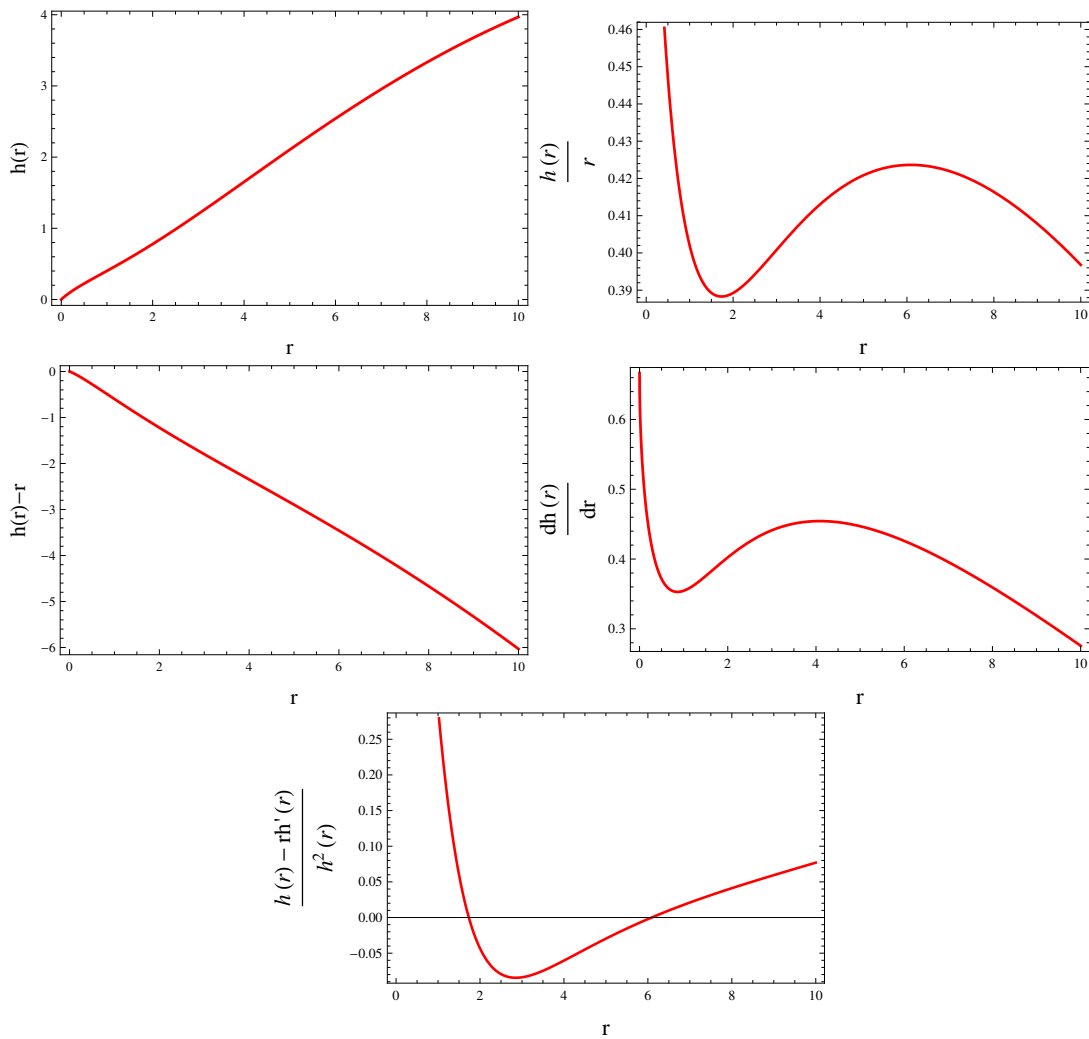 4
3
2
1
0
0 2 4 6 8 10
h(r)
r
0.46
0.45
0.44
0.43
0.42
0.41
0.40
0.39
0 2 4 6 8 10
h (r)
r
r
0
−1
−2
−3
−4
−5
−6
0 2 4 6 8 10
h(r)−r
r
0.6
0.5
0.4
0.3
0 2 4 6 8 10
dh (r)
dr
r
0.25
0.20
0.15
0.10
0.05
0.00
−0.05
0 2 4 6 8 10
h (r) − rh' (r)
h² (r)
r